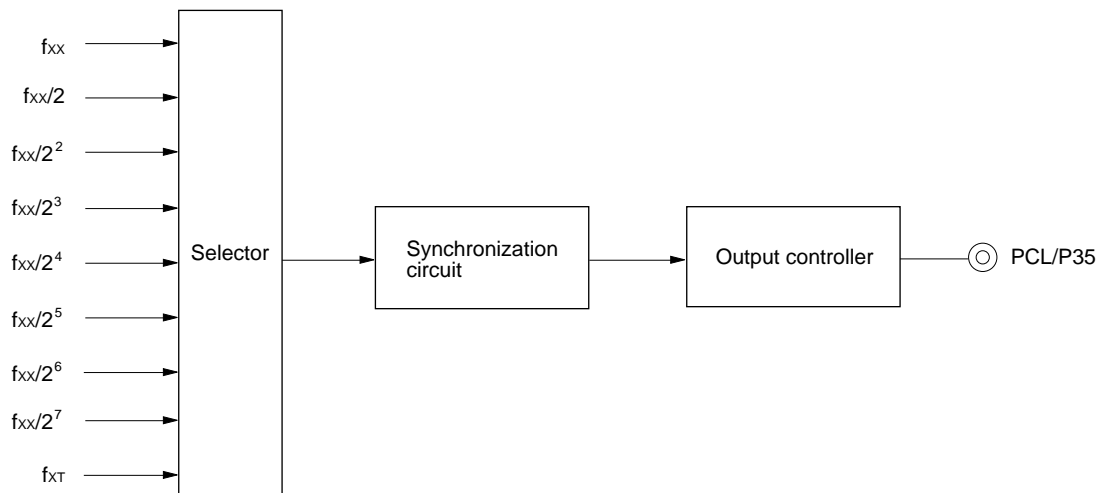 fXX
fXX/2
fXX/2²
fXX/2³
fXX/2⁴
fXX/2⁵
fXX/2⁶
fXX/2⁷
fXT
Selector
Synchronization
circuit
Output controller
PCL/P35